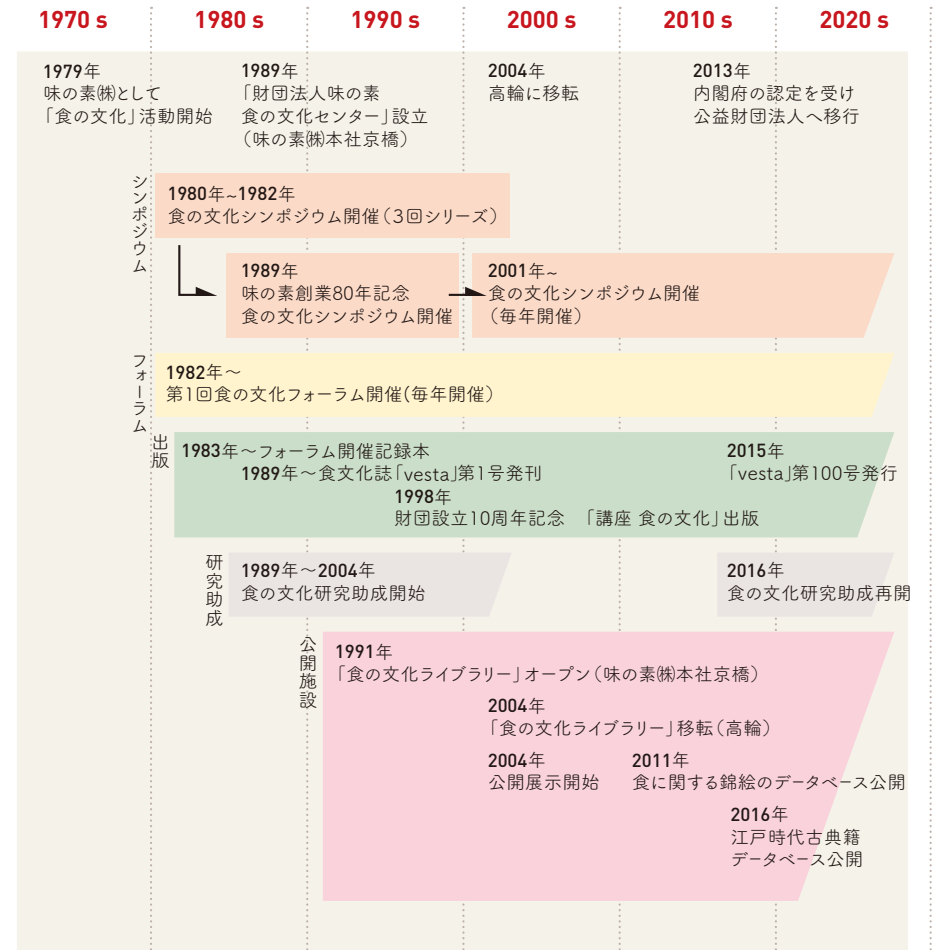 1970 s
1980 s
1990 s
2000 s
2010 s
2020 s
1979年
味の素㈱として
「食の文化」活動開始
1989年
「財団法人味の素
食の文化センター」設立
（味の素㈱本社京橋）
2004年
高輪に移転
2013年
内閣府の認定を受け
公益財団法人へ移行
シンポジウム
1980年~1982年
食の文化シンポジウム開催（3回シリーズ）
1989年
味の素創業80年記念
食の文化シンポジウム開催
2001年~
食の文化シンポジウム開催
（毎年開催）
フォーラム
1982年～
第1回食の文化フォーラム開催(毎年開催）
出版
1983年～フォーラム開催記録本
1989年～食文化誌「vesta」第1号発刊
1998年
財団設立10周年記念　「講座 食の文化」出版
2015年
「vesta」第100号発行
研究助成
1989年～2004年
食の文化研究助成開始
2016年
食の文化研究助成再開
公開施設
1991年
「食の文化ライブラリー」オープン（味の素㈱本社京橋）
2004年
「食の文化ライブラリー」移転（高輪）
2004年
公開展示開始
2011年
食に関する錦絵のデータベース公開
2016年
江戸時代古典籍
データベース公開